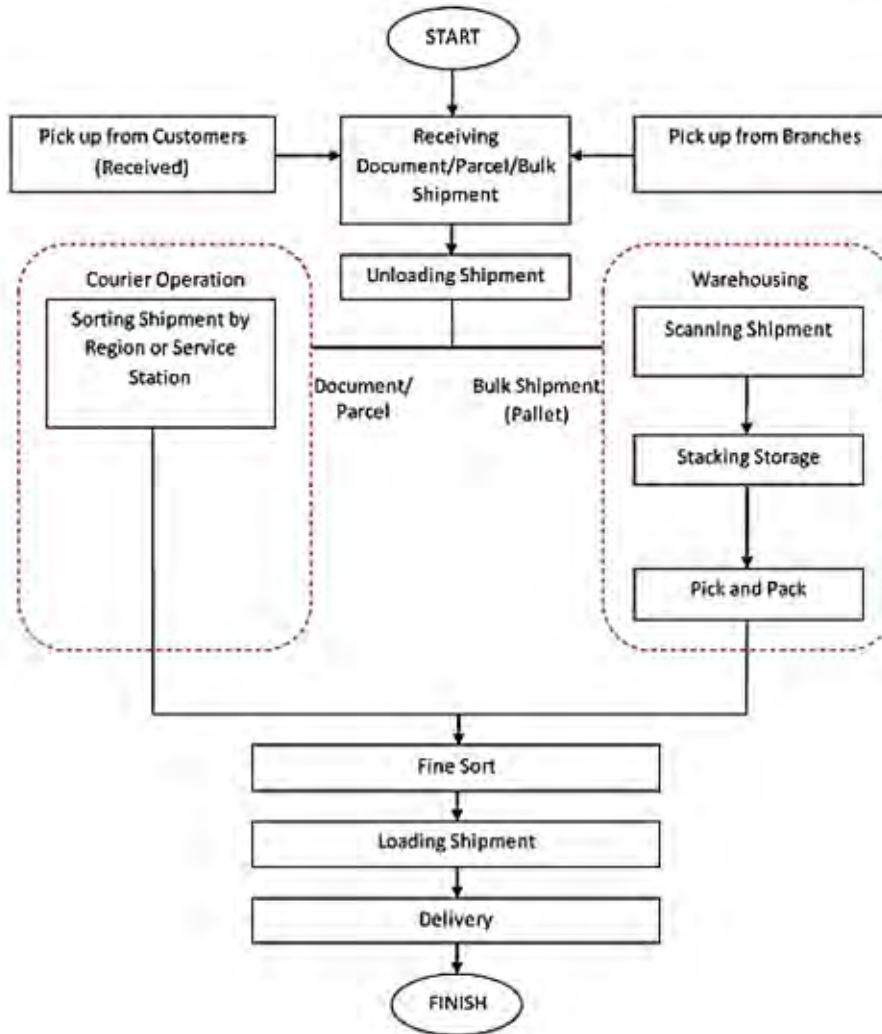 START
Pick up from Customers
(Received)
Receiving
Document/Parcel/Bulk
Shipment
Pick up from Branches
Unloading Shipment
Courier Operation
Sorting Shipment by
Region or Service
Station
Document/
Parcel
Bulk Shipment
(Pallet)
Warehousing
Scanning Shipment
Stacking Storage
Pick and Pack
Fine Sort
Loading Shipment
Delivery
FINISH